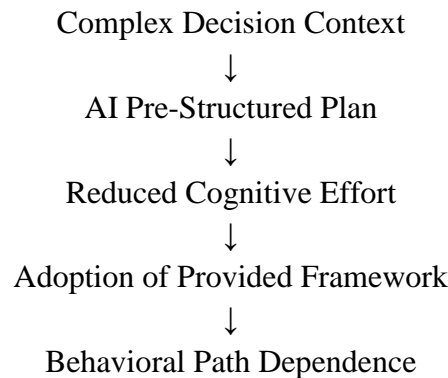 Complex Decision Context
↓
AI Pre-Structured Plan
↓
Reduced Cognitive Effort
↓
Adoption of Provided Framework
↓
Behavioral Path Dependence